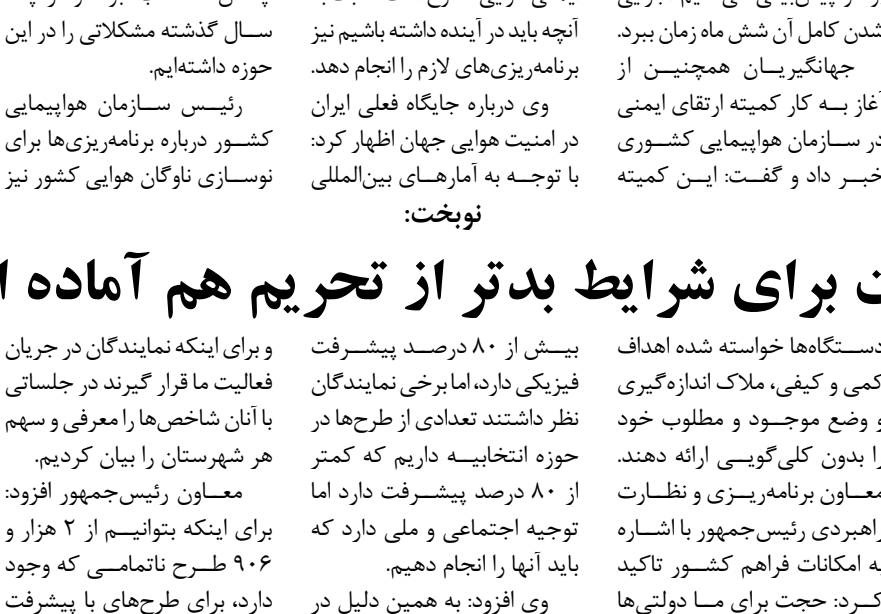 شدن کامل آن شش ماه زمان ببرد.
جهانگیریان همچنین از
آغاز به کار کمیته ارتقای ایمنی
در سازمان هواپیمایی کشوری
خبر داد و گفت: این کمیته
آنچه باید در آینده داشته باشیم نیز
برنامه‌ریزی‌های لازم را انجام دهد.
وی درباره جایگاه فعلی ایران
در امنیت هوایی جهان اظهار کرد:
با توجه به آمارهای بین‌المللی
سال گذشته مشکلاتی را در این
حوزه داشته‌ایم.
رئیس سازمان هواپیمایی
کشور درباره برنامه‌ریزی‌ها برای
نوسازی ناوگان هوایی کشور نیز
نوبخت:
برای شرایط بدتر از تحریم هم آماده
دستگاه‌ها خواسته شده اهداف
کمی و کیفی، ملاک اندازه‌گیری
و وضع موجود و مطلوب خود
را بدون کلی‌گویی ارائه دهند.
معاون برنامه‌ریزی و نظارت
راهبردی رئیس‌جمهور با اشاره
به امکانات فراهم کشور تاکید
کرد: حجت برای ما دولتی‌ها
بیش از ۸۰ درصد پیشرفت
فیزیکی دارد، اما برخی نمایندگان
نظر داشتند تعدادی از طرح‌ها در
حوزه انتخابیه داریم که کمتر
از ۸۰ درصد پیشرفت دارد اما
توجیه اجتماعی و ملی دارد که
باید آنها را انجام دهیم.
وی افزود: به همین دلیل در
و برای اینکه نمایندگان در جریان
فعالیت ما قرار گیرند در جلساتی
با آنان شاخص‌ها را معرفی و سهم
هر شهرستان را بیان کردیم.
معاون رئیس‌جمهور افزود:
برای اینکه بتوانیم از ۲ هزار و
۹۰۶ طرح ناتمامی که وجود
دارد، برای طرح‌های با پیشرفت